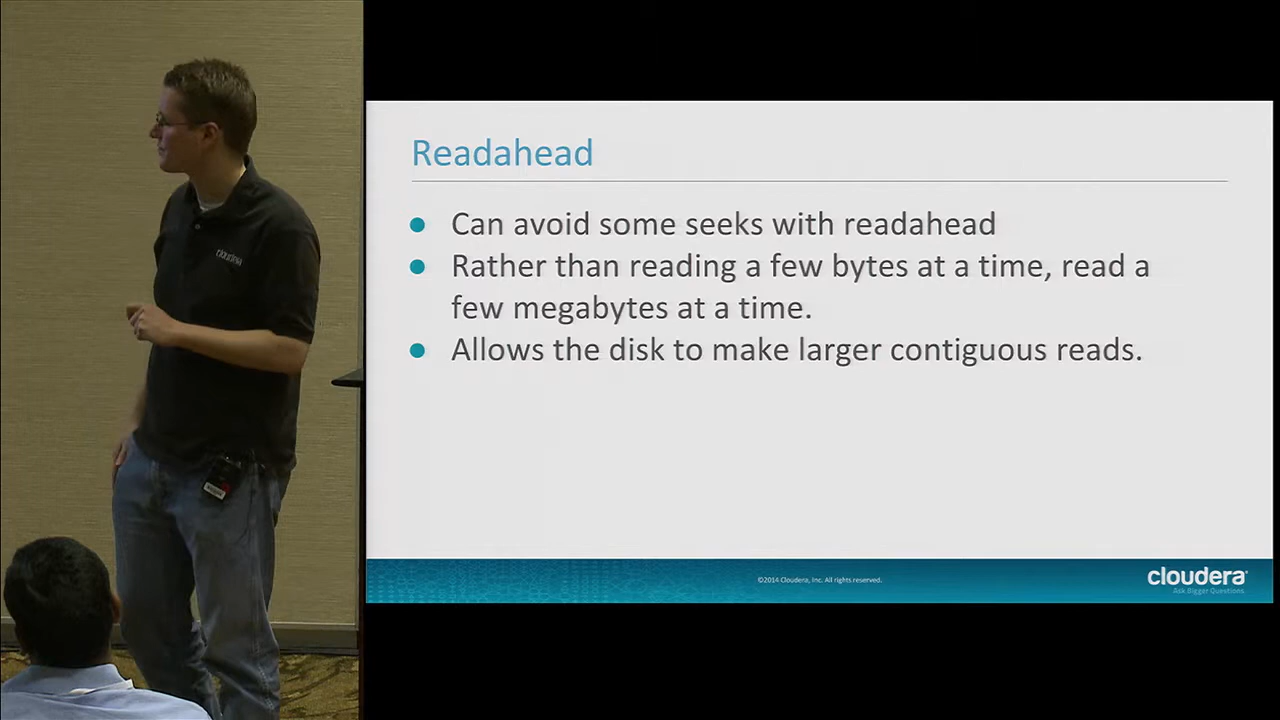 Readahead
● Can avoid some seeks with readahead
● Rather than reading a few bytes at a time, read a
few megabytes at a time.
● Allows the disk to make larger contiguous reads.
©2014 Cloudera, Inc. All rights reserved.
cloudera
Ask Bigger Questions
cloudera